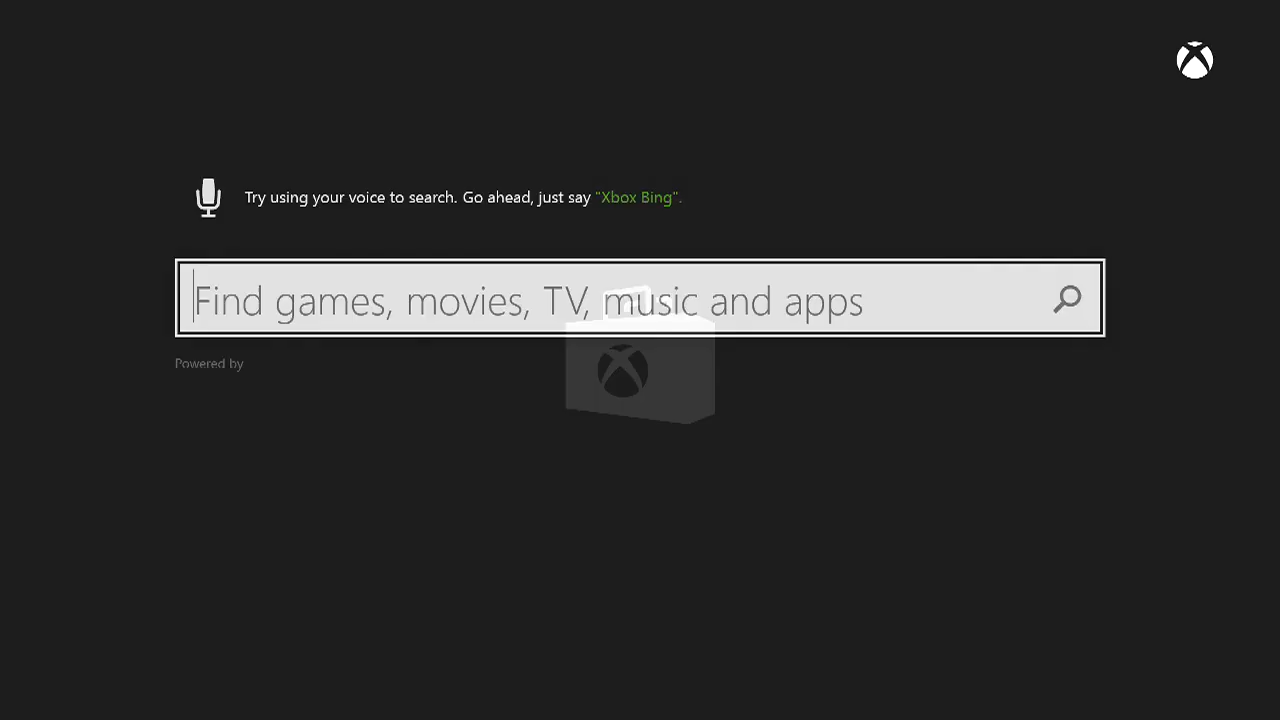 Try using your voice to search. Go ahead, just say "Xbox Bing".
Find games, movies, TV, music and apps
Powered by